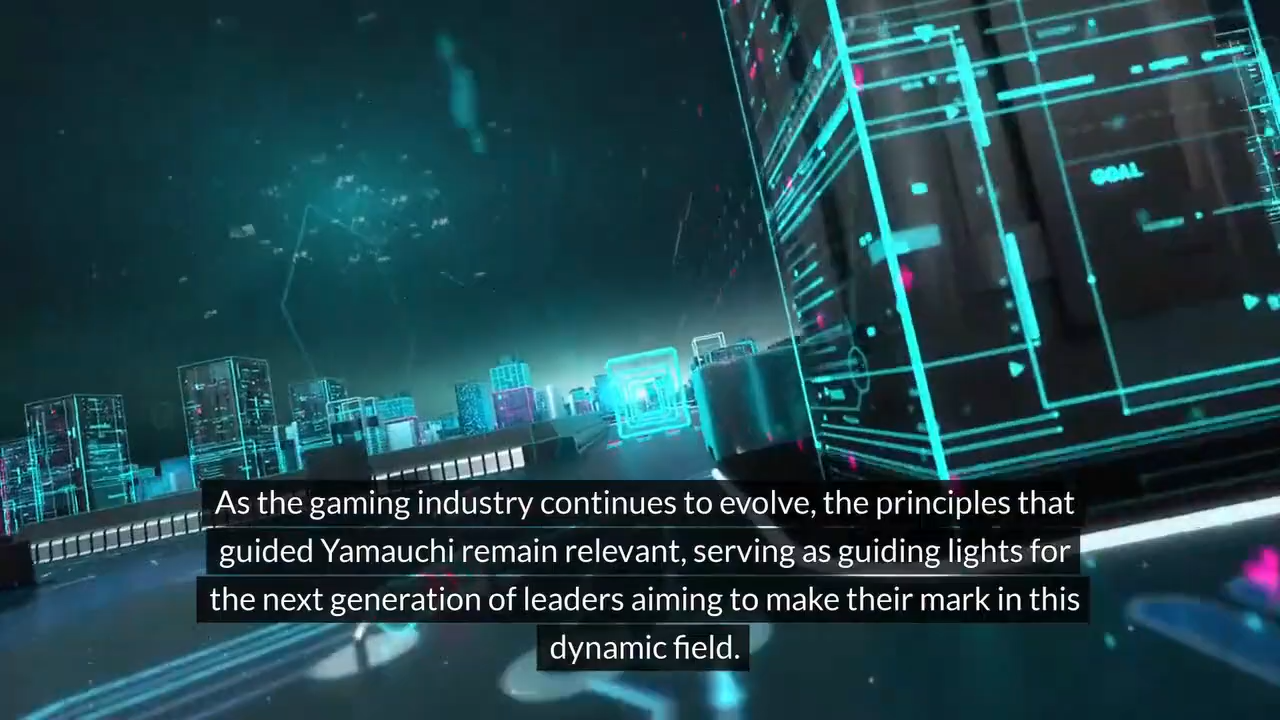 GOAL
As the gaming industry continues to evolve, the principles that
guided Yamauchi remain relevant, serving as guiding lights for
the next generation of leaders aiming to make their mark in this
dynamic field.